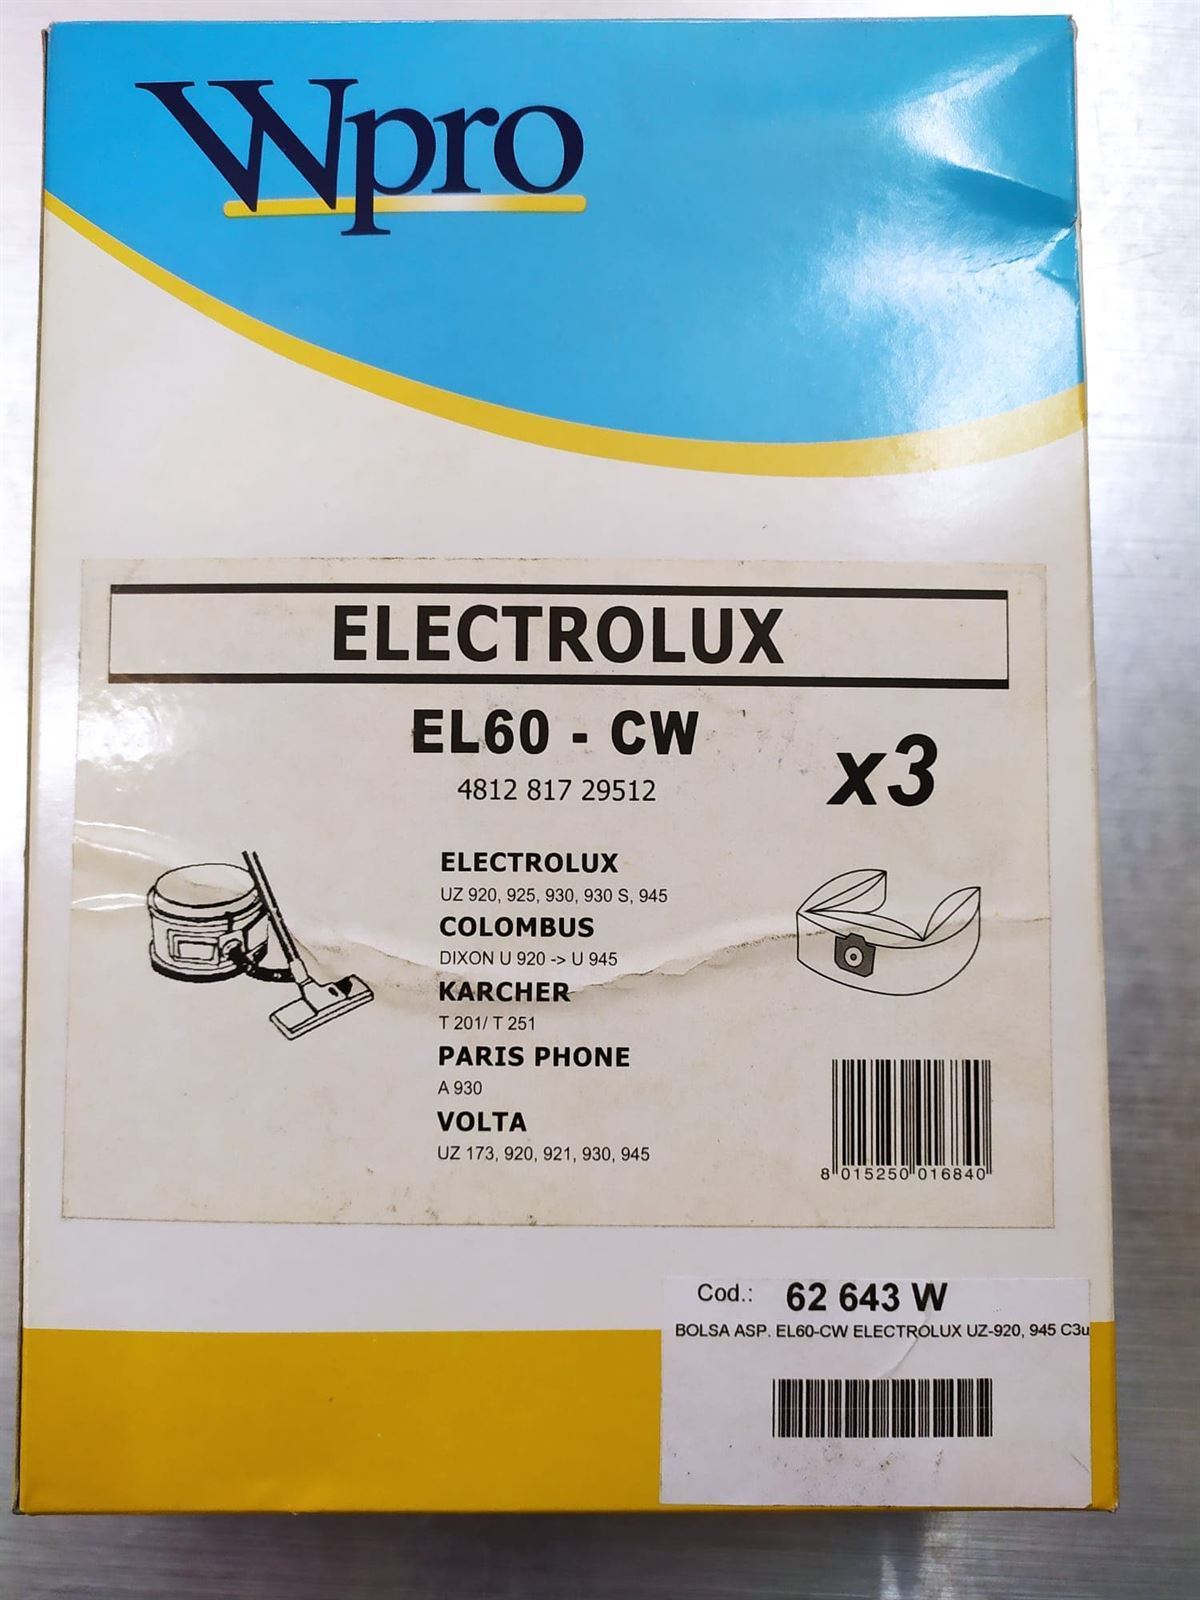 Wpro
ELECTROLUX
EL60 - CW
4812 817 29512
x3
ELECTROLUX
UZ 920, 925, 930, 930 S, 945
COLOMBUS
DIXON U 920 -> U 945
KARCHER
T 201/ T 251
PARIS PHONE
A 930
VOLTA
UZ 173, 920, 921, 930, 945
8 015250 016840
Cod.: 62 643 W
BOLSA ASP. EL60-CW ELECTROLUX UZ-920, 945 C3u